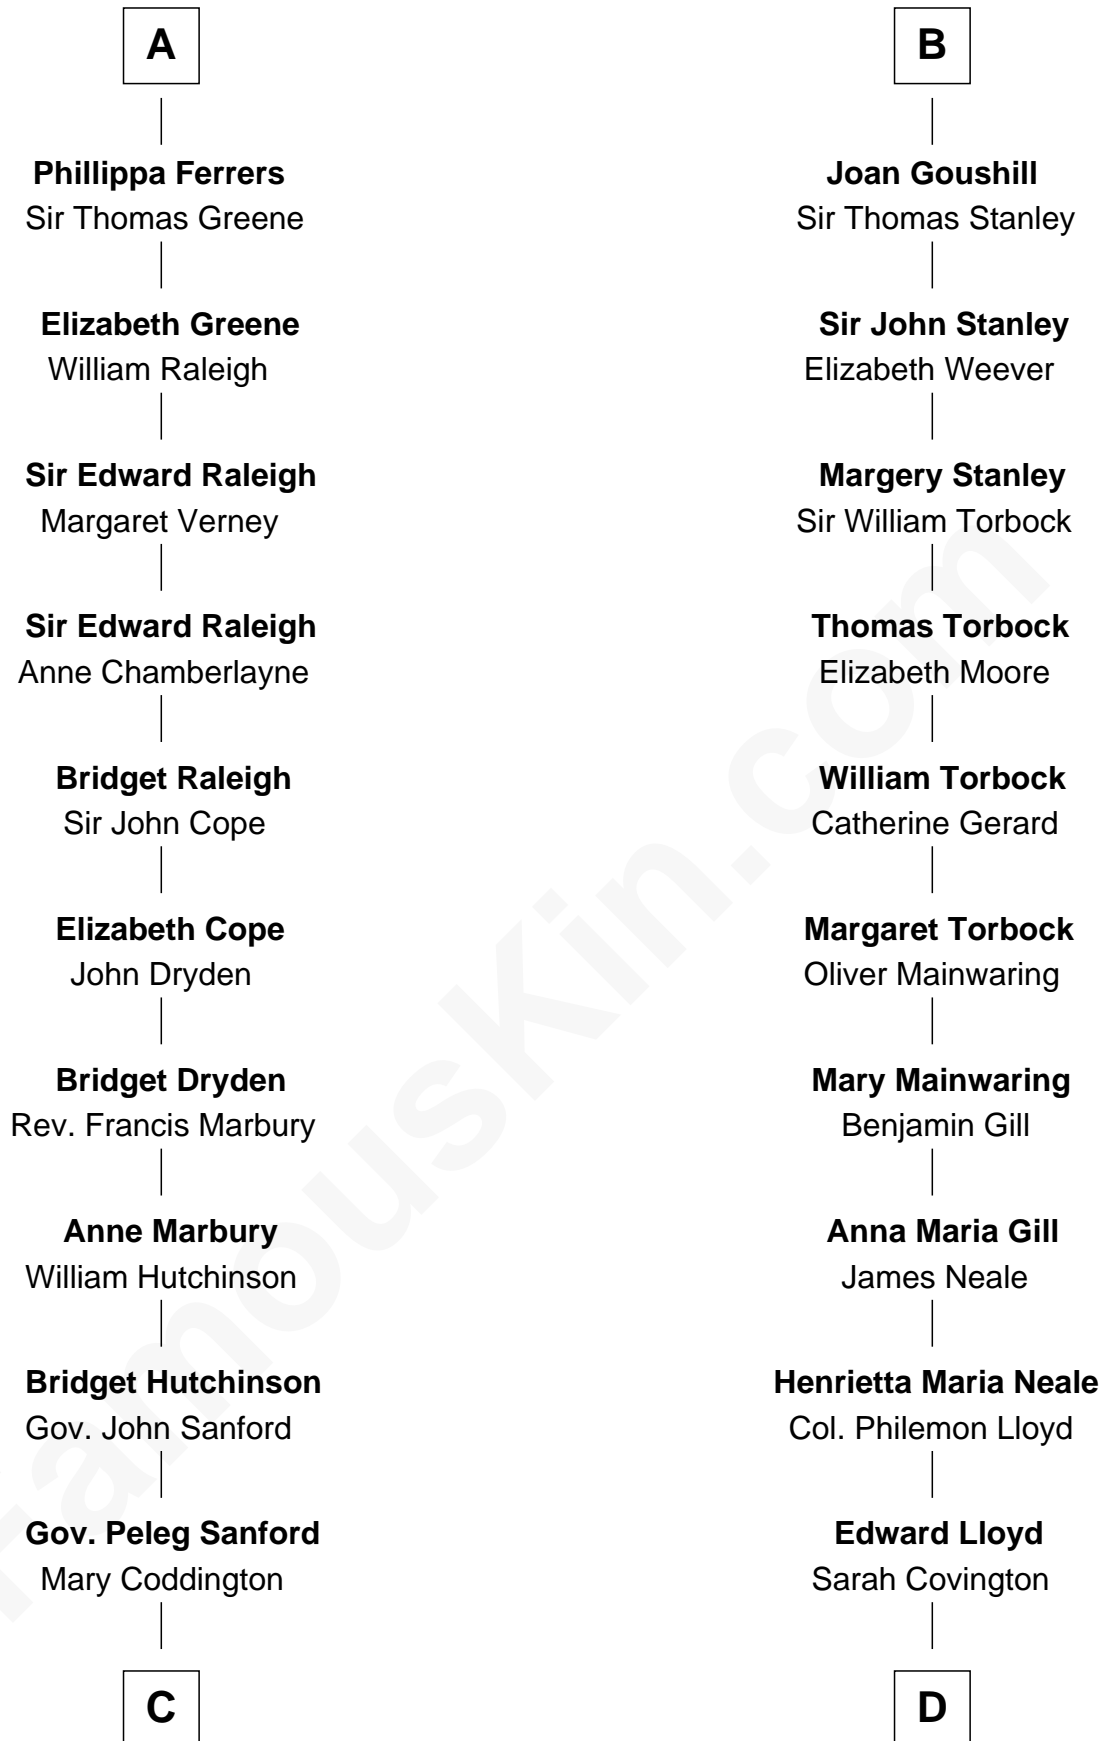 A
Phillippa Ferrers
Sir Thomas Greene
Elizabeth Greene
William Raleigh
Sir Edward Raleigh
Margaret Verney
Sir Edward Raleigh
Anne Chamberlayne
Bridget Raleigh
Sir John Cope
Elizabeth Cope
John Dryden
Bridget Dryden
Rev. Francis Marbury
Anne Marbury
William Hutchinson
Bridget Hutchinson
Gov. John Sanford
Gov. Peleg Sanford
Mary Coddington
C
B
Joan Goushill
Sir Thomas Stanley
Sir John Stanley
Elizabeth Weever
Margery Stanley
Sir William Torbock
Thomas Torbock
Elizabeth Moore
William Torbock
Catherine Gerard
Margaret Torbock
Oliver Mainwaring
Mary Mainwaring
Benjamin Gill
Anna Maria Gill
James Neale
Henrietta Maria Neale
Col. Philemon Lloyd
Edward Lloyd
Sarah Covington
D
FamousKin.com